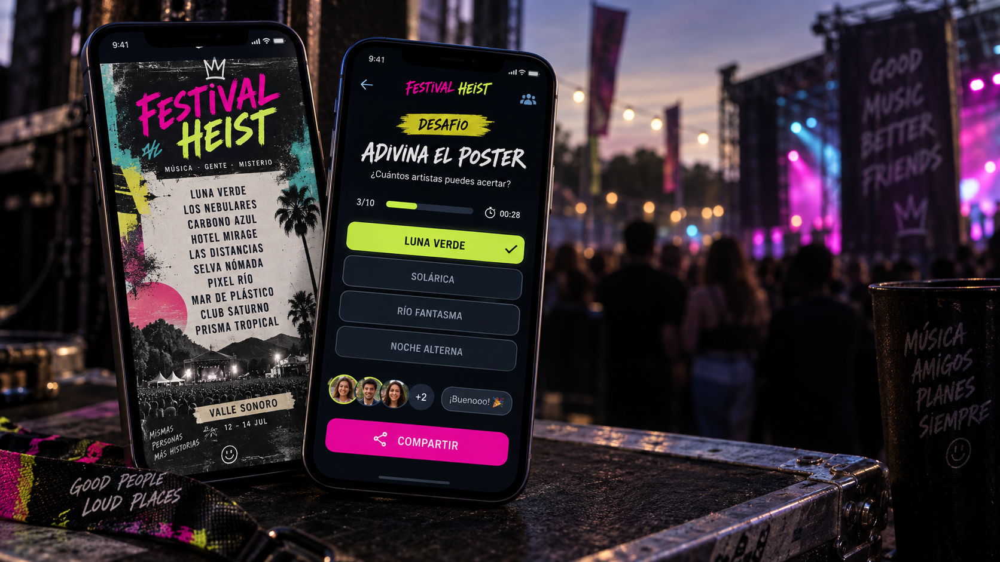 9:41
FESTIVAL
HEIST
MÚSICA - GENTE - MISTERIO
LUNA VERDE
LOS NEBULARES
CARBONO AZUL
HOTEL MIRAGE
LAS DISTANCIAS
SELVA NÓMADA
PIXEL RÍO
MAR DE PLÁSTICO
CLUB SATURNO
PRISMA TROPICAL
VALLE SONORO
12 - 14 JUL
MISMAS
PERSONAS
MÁS HISTORIAS
9:41
FESTIVAL HEIST
DESAFÍO
ADIVINA EL POSTER
¿Cuántos artistas puedes acertar?
3/10
00:28
LUNA VERDE
SOLÁRICA
RÍO FANTASMA
NOCHE ALTERNA
+2
¡Buenooo! 🎉
COMPARTIR
GOOD PEOPLE
LOUD PLACES
GOOD
MUSIC
BETTER
FRIENDS
MÚSICA
AMIGOS
PLANES
SIEMPRE